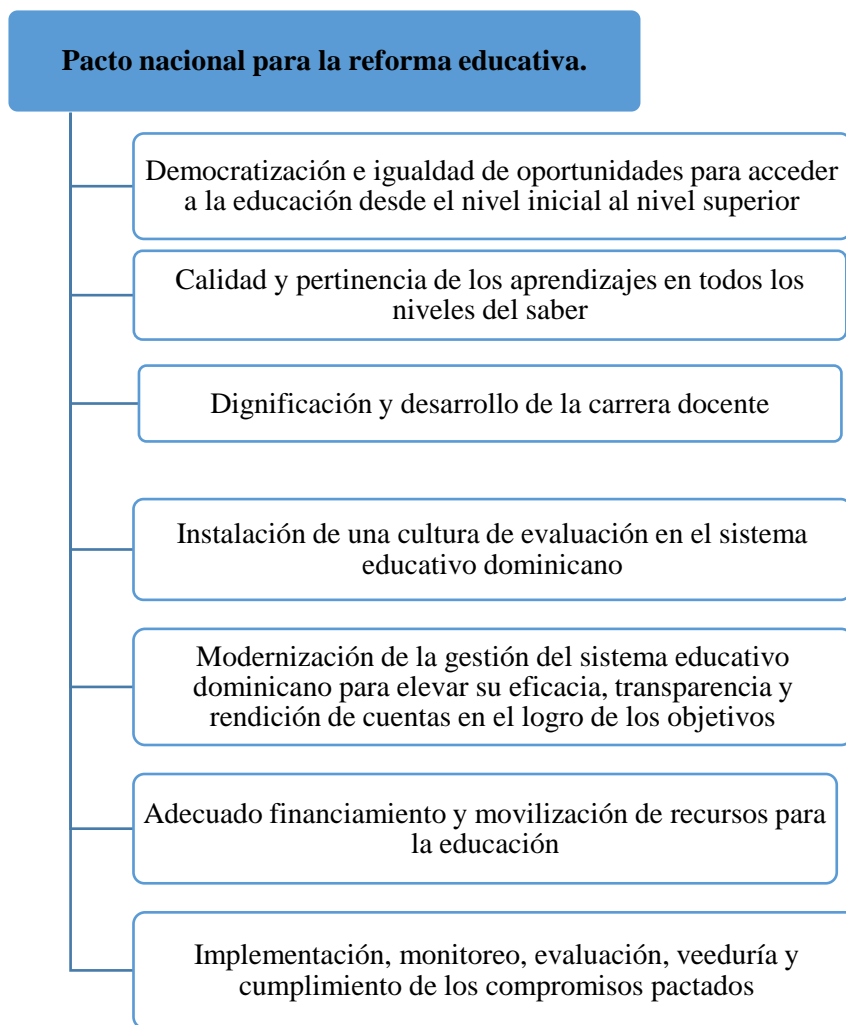 Pacto nacional para la reforma educativa.
Democratización e igualdad de oportunidades para acceder
a la educación desde el nivel inicial al nivel superior
Calidad y pertinencia de los aprendizajes en todos los
niveles del saber
Dignificación y desarrollo de la carrera docente
Instalación de una cultura de evaluación en el sistema
educativo dominicano
Modernización de la gestión del sistema educativo
dominicano para elevar su eficacia, transparencia y
rendición de cuentas en el logro de los objetivos
Adecuado financiamiento y movilización de recursos para
la educación
Implementación, monitoreo, evaluación, veeduría y
cumplimiento de los compromisos pactados